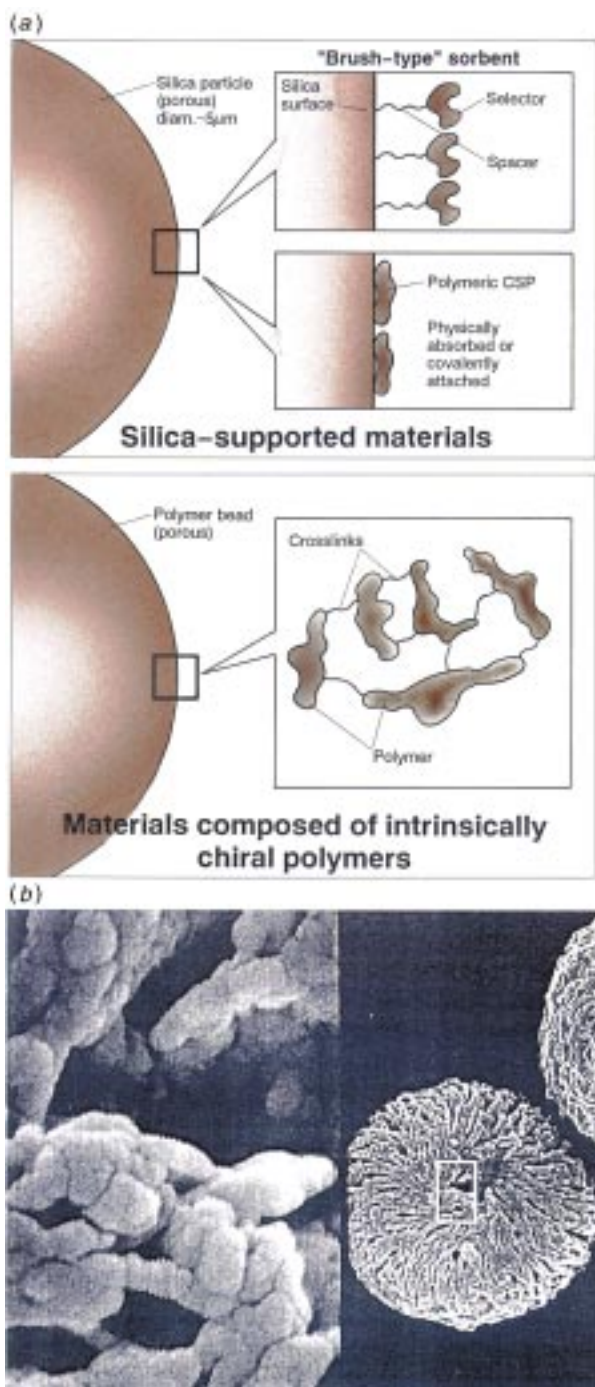 (a)
"Brush-type" sorbent
Silica particle
(porous)
diam.~5μm
Silica
surface
Selector
Spacer
Polymeric CSP
Physically
absorbed or
covalently
attached
Silica–supported materials
Polymer bead
(porous)
Crosslinks
Polymer
Materials composed of intrinsically
chiral polymers
(b)